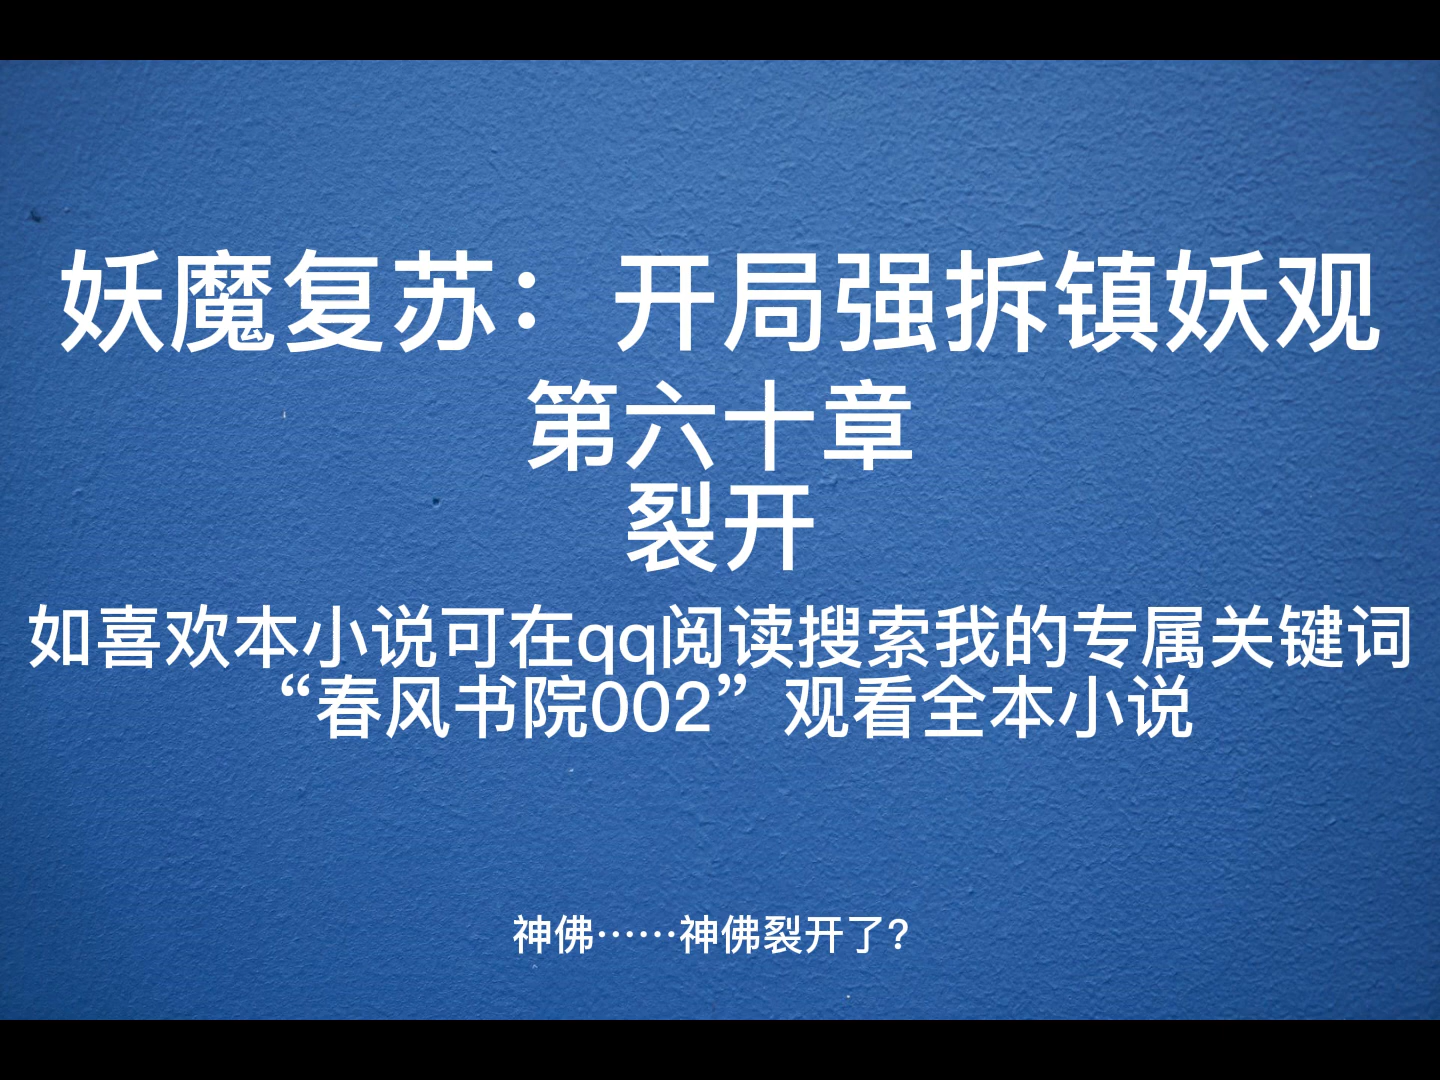 妖魔复苏：开局强拆镇妖观
第六十章
裂开
如喜欢本小说可在qq阅读搜索我的专属关键词
“春风书院002”观看全本小说
神佛……神佛裂开了?